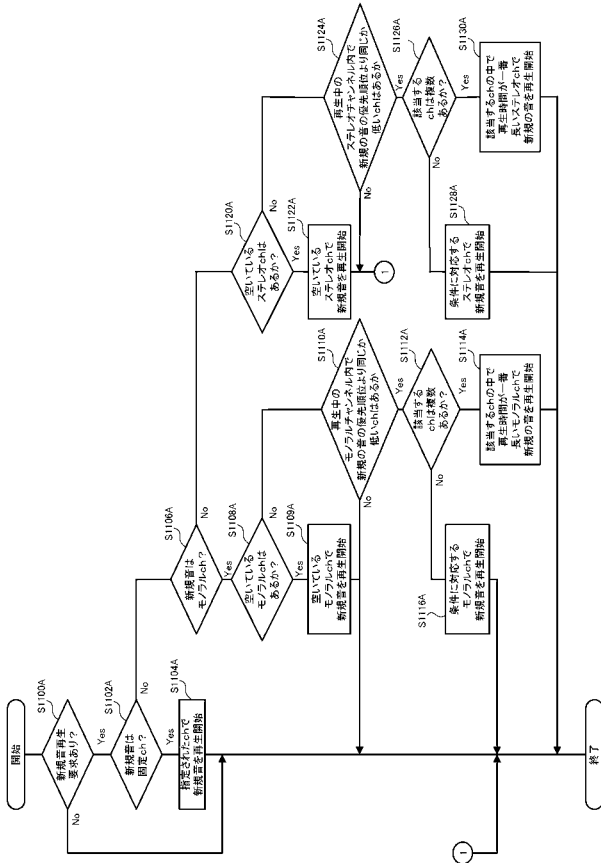 開始
S1100A
新規音再生
要求あり?
No
Yes
S1102A
新規音は
固定ch?
No
Yes
S1104A
指定されたchで
新規音を再生開始
S1106A
新規音は
モノラルch?
No
Yes
S1108A
空いている
モノラルchは
あるか?
No
Yes
S1109A
空いている
モノラルchで
新規音を再生開始
S1110A
再生中の
モノラルチャンネル内で
新規の音の優先順位より同じか
低いchはあるか
No
Yes
S1112A
該当する
chは複数
あるか?
No
Yes
S1114A
該当するchの中で
再生時間が一番
長いモノラルchで
新規の音を再生開始
S1116A
条件に対応する
モノラルchで
新規音を再生開始
S1120A
空いている
ステレオchは
あるか?
No
Yes
S1122A
空いている
ステレオchで
新規音を再生開始
1
S1124A
再生中の
ステレオチャンネル内で
新規の音の優先順位より同じか
低いchはあるか
No
Yes
S1126A
該当する
chは複数
あるか?
No
Yes
S1128A
条件に対応する
ステレオchで
新規音を再生開始
S1130A
該当するchの中で
再生時間が一番
長いステレオchで
新規の音を再生開始
1
終了